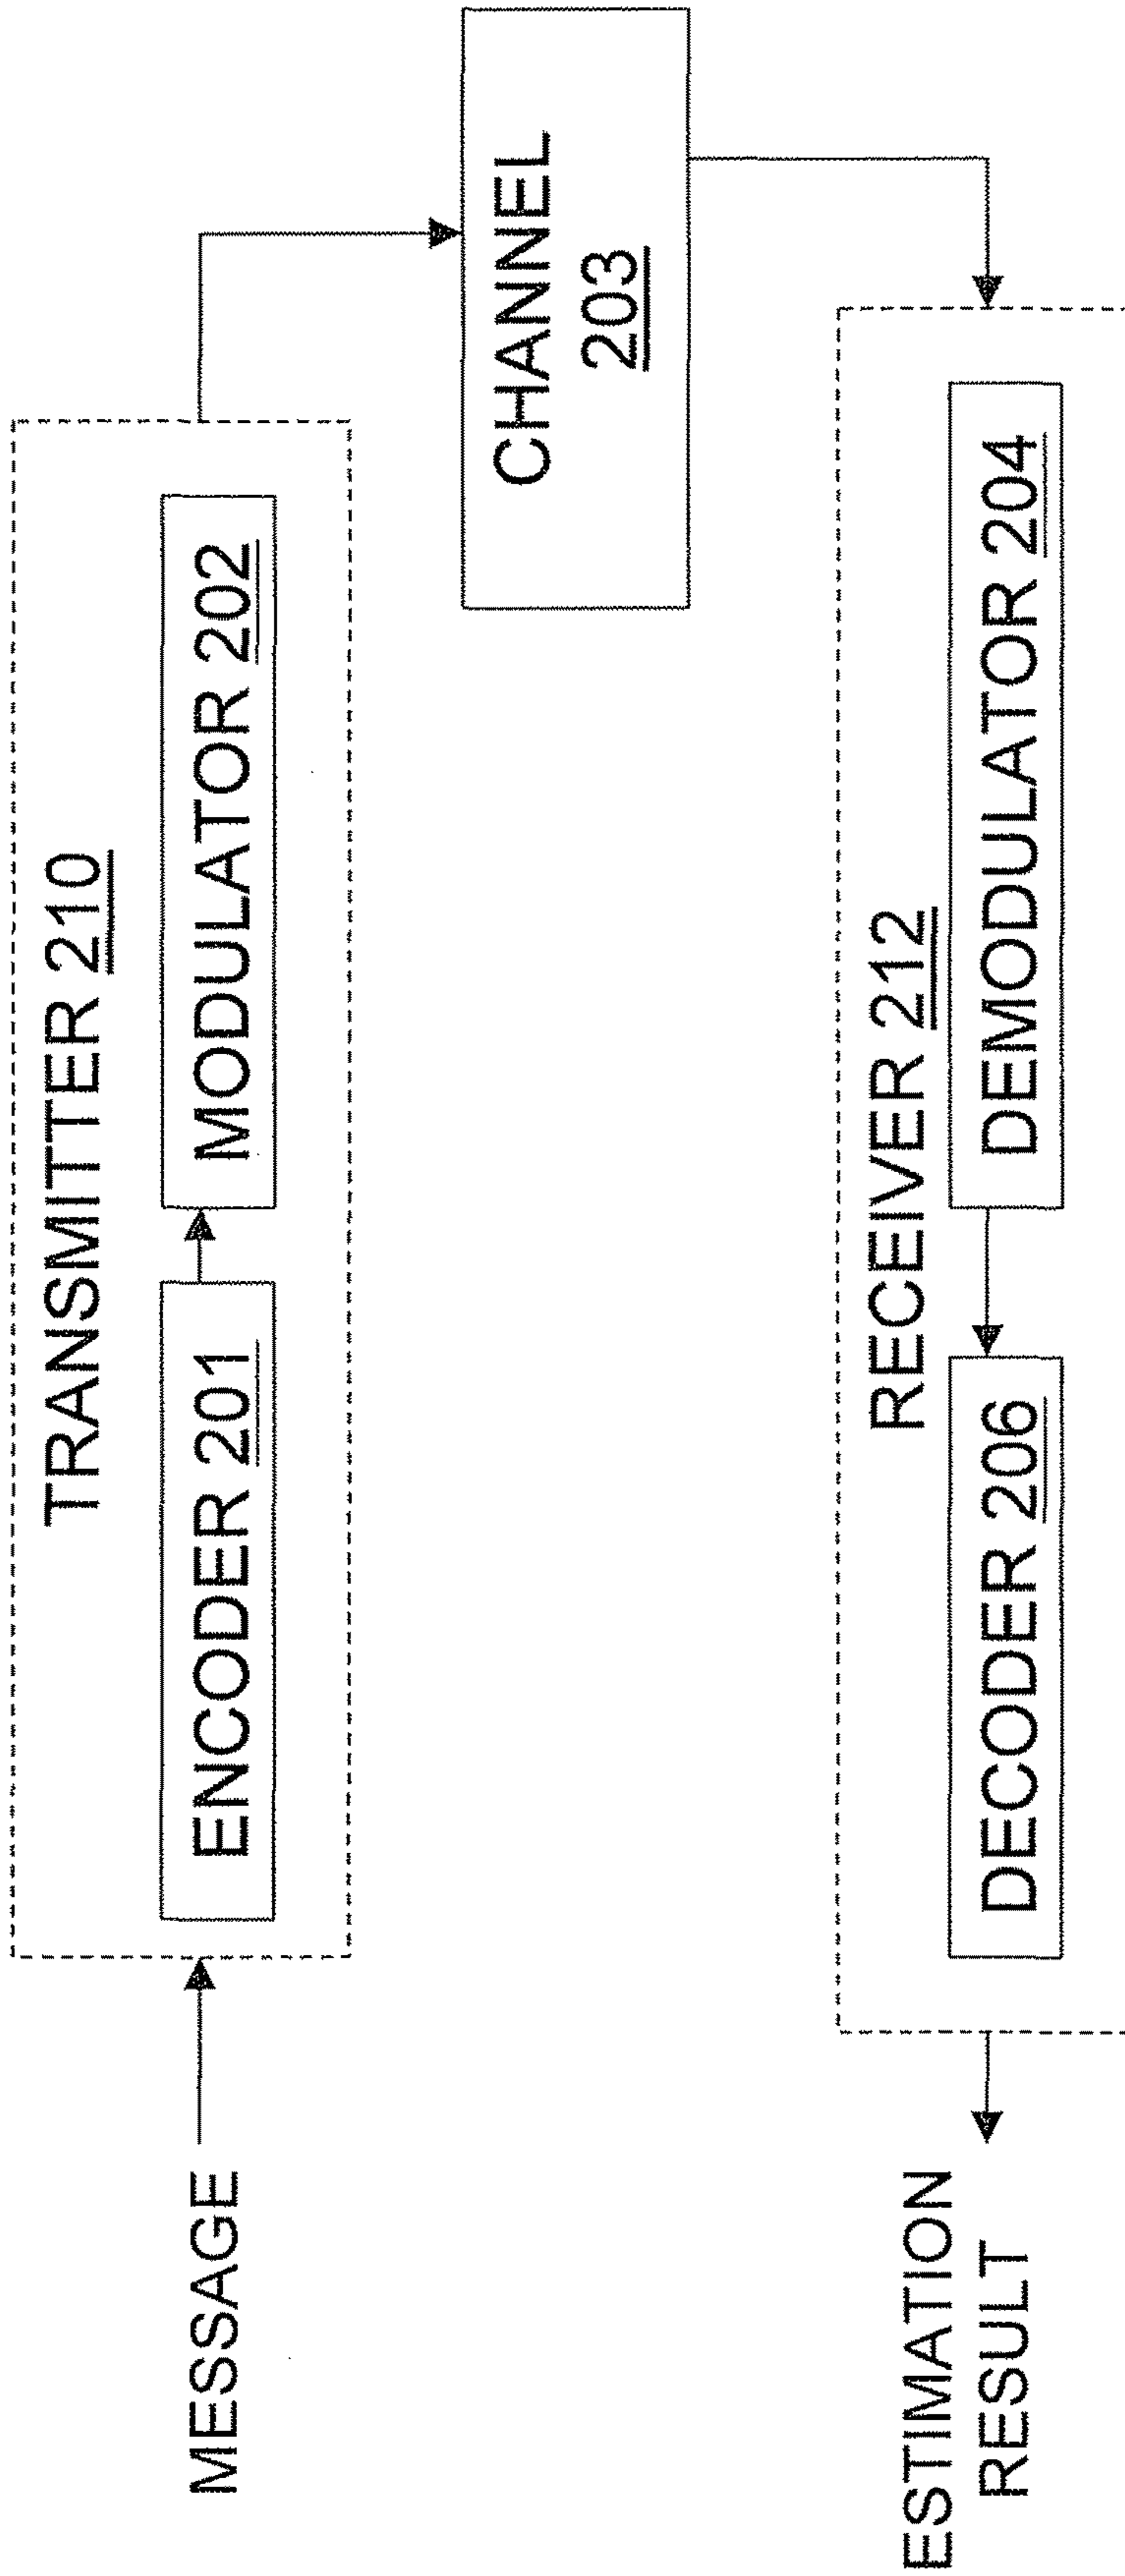 TRANSMITTER 210
MESSAGE
ENCODER 201
MODULATOR 202
CHANNEL
203
RECEIVER 212
ESTIMATION
RESULT
DECODER 206
DEMODULATOR 204